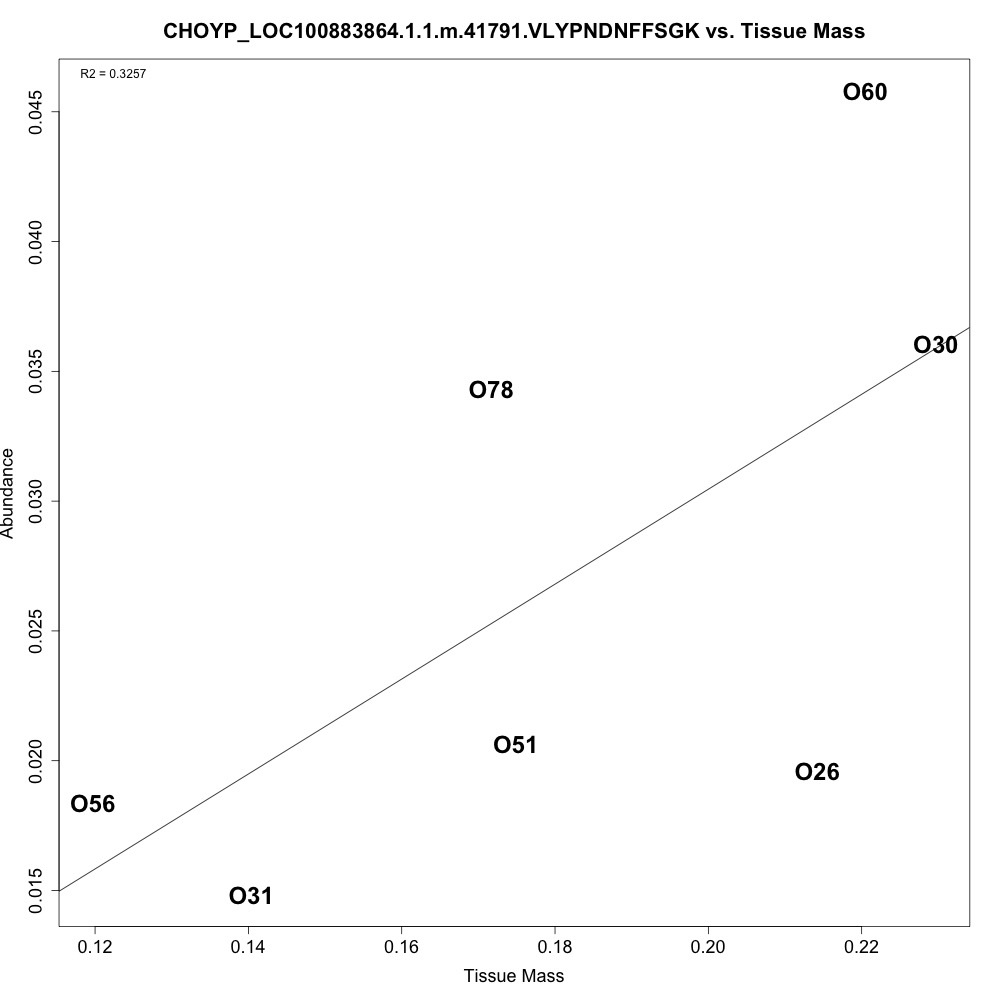 CHOYP_LOC100883864.1.1.m.41791.VLYPNDNFFSGK vs. Tissue Mass
R2 = 0.3257
O60
0.045
0.040
O30
0.035
O78
Abundance
0.030
0.025
O51
0.020
O26
O56
O31
0.015
0.12 0.14 0.16 0.18 0.20 0.22
Tissue Mass